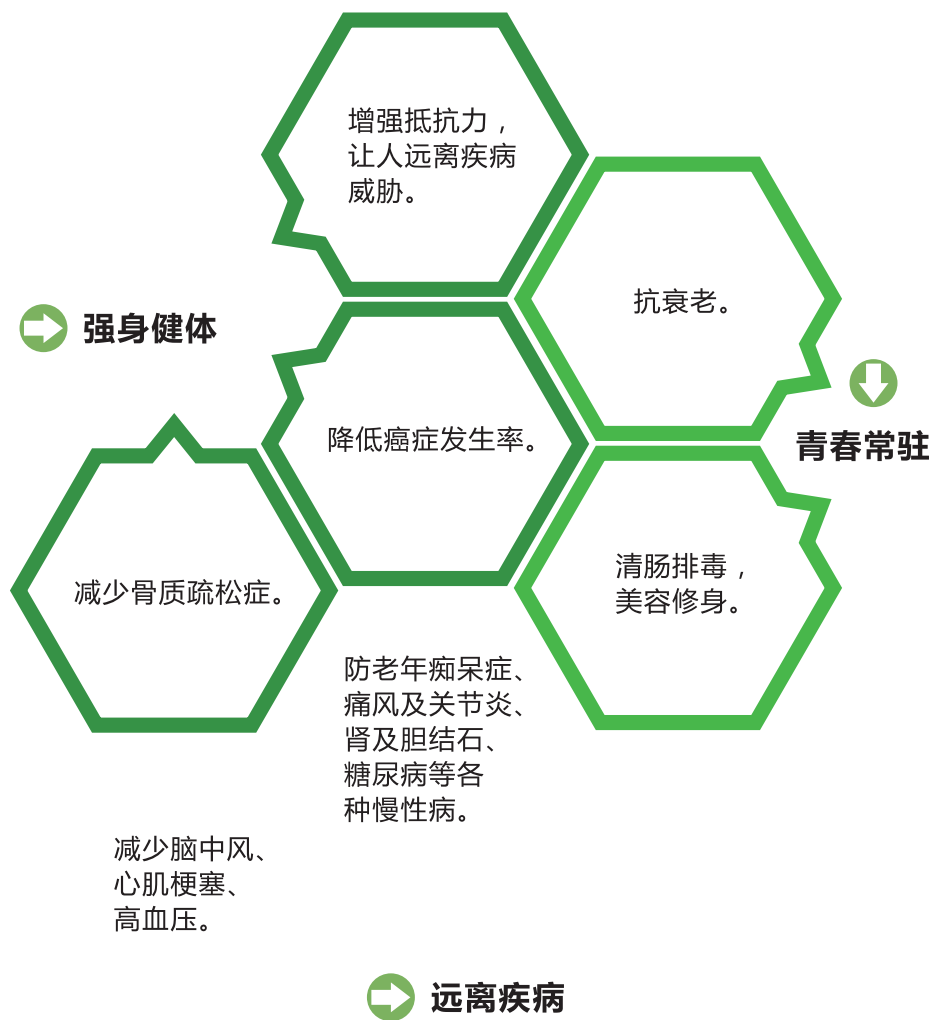 增强抵抗力，
让人远离疾病
威胁。
抗衰老。
强身健体
降低癌症发生率。
青春常驻
减少骨质疏松症。
清肠排毒，
美容修身。
防老年痴呆症、
痛风及关节炎、
肾及胆结石、
糖尿病等各
种慢性病。
减少脑中风、
心肌梗塞、
高血压。
远离疾病